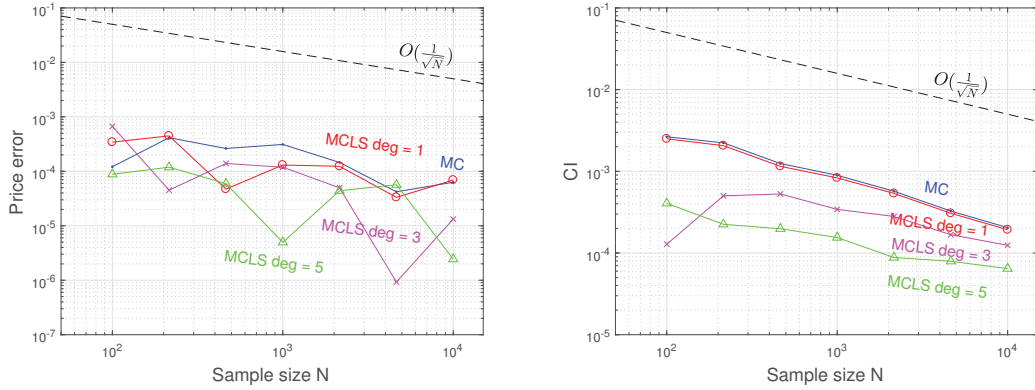 10^-1
10^-2
10^-3
10^-4
10^-5
10^-6
10^-7
Price error
10^2
10^3
10^4
Sample size N
O(1/√N)
MCLS deg = 1
MC
MCLS deg = 3
MCLS deg = 5
10^-1
10^-2
10^-3
10^-4
10^-5
CI
10^2
10^3
10^4
Sample size N
O(1/√N)
MC
MCLS deg = 1
MCLS deg = 3
MCLS deg = 5